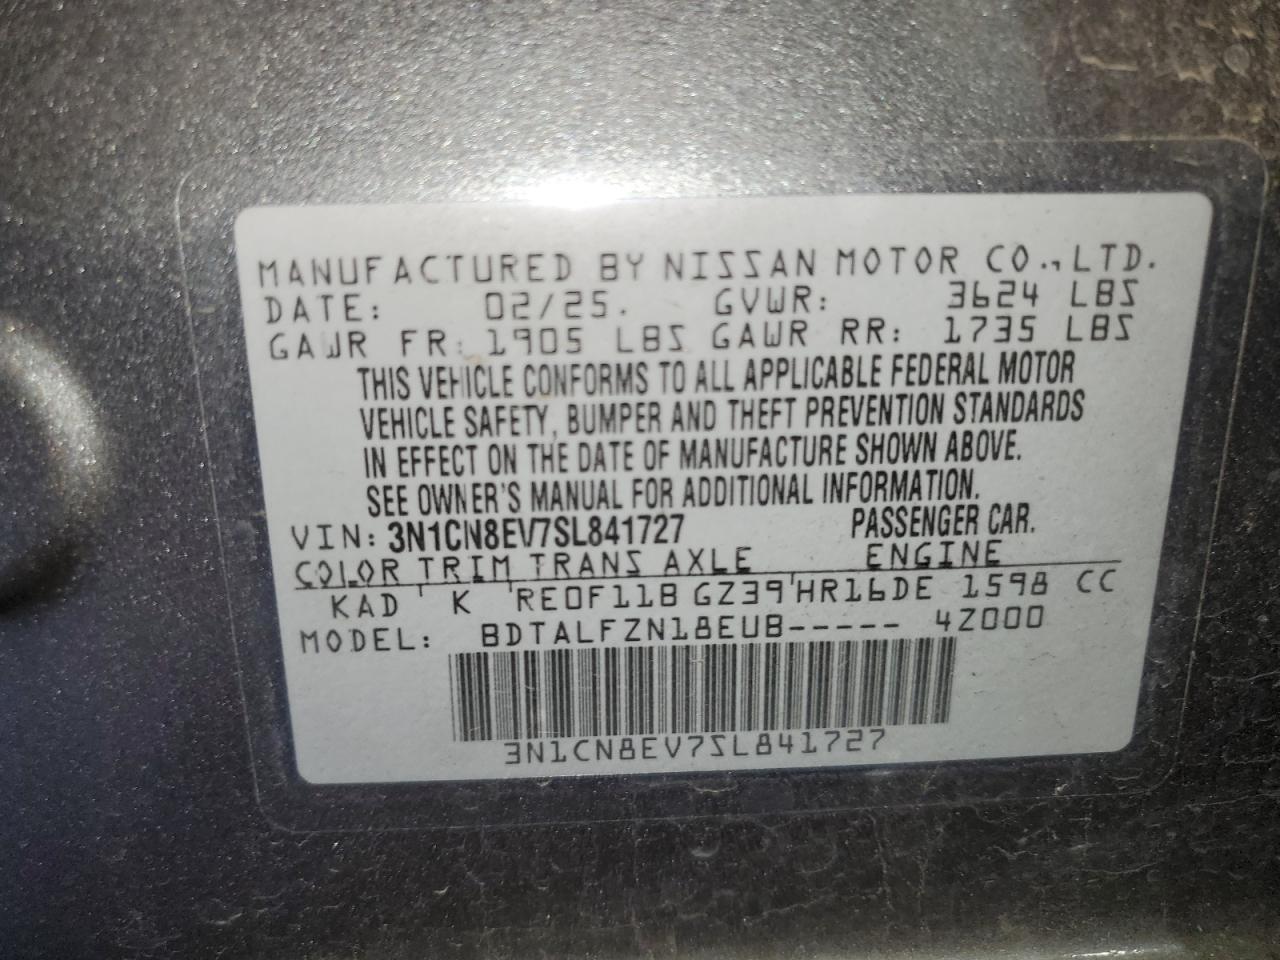 MANUFACTURED BY NISSAN MOTOR CO., LTD.
DATE: 02/25. GVWR: 3624 LBS
GAWR FR: 1905 LBS GAWR RR: 1735 LBS
THIS VEHICLE CONFORMS TO ALL APPLICABLE FEDERAL MOTOR
VEHICLE SAFETY, BUMPER AND THEFT PREVENTION STANDARDS
IN EFFECT ON THE DATE OF MANUFACTURE SHOWN ABOVE.
SEE OWNER'S MANUAL FOR ADDITIONAL INFORMATION.
VIN: 3N1CN8EV7SL841727 PASSENGER CAR.
COLOR TRIM TRANS AXLE ENGINE
KAD K RE0F11B GZ39 HR16DE 1598 CC
MODEL: BDTALFZN18EUB----- 4Z000
3N1CN8EV7SL841727